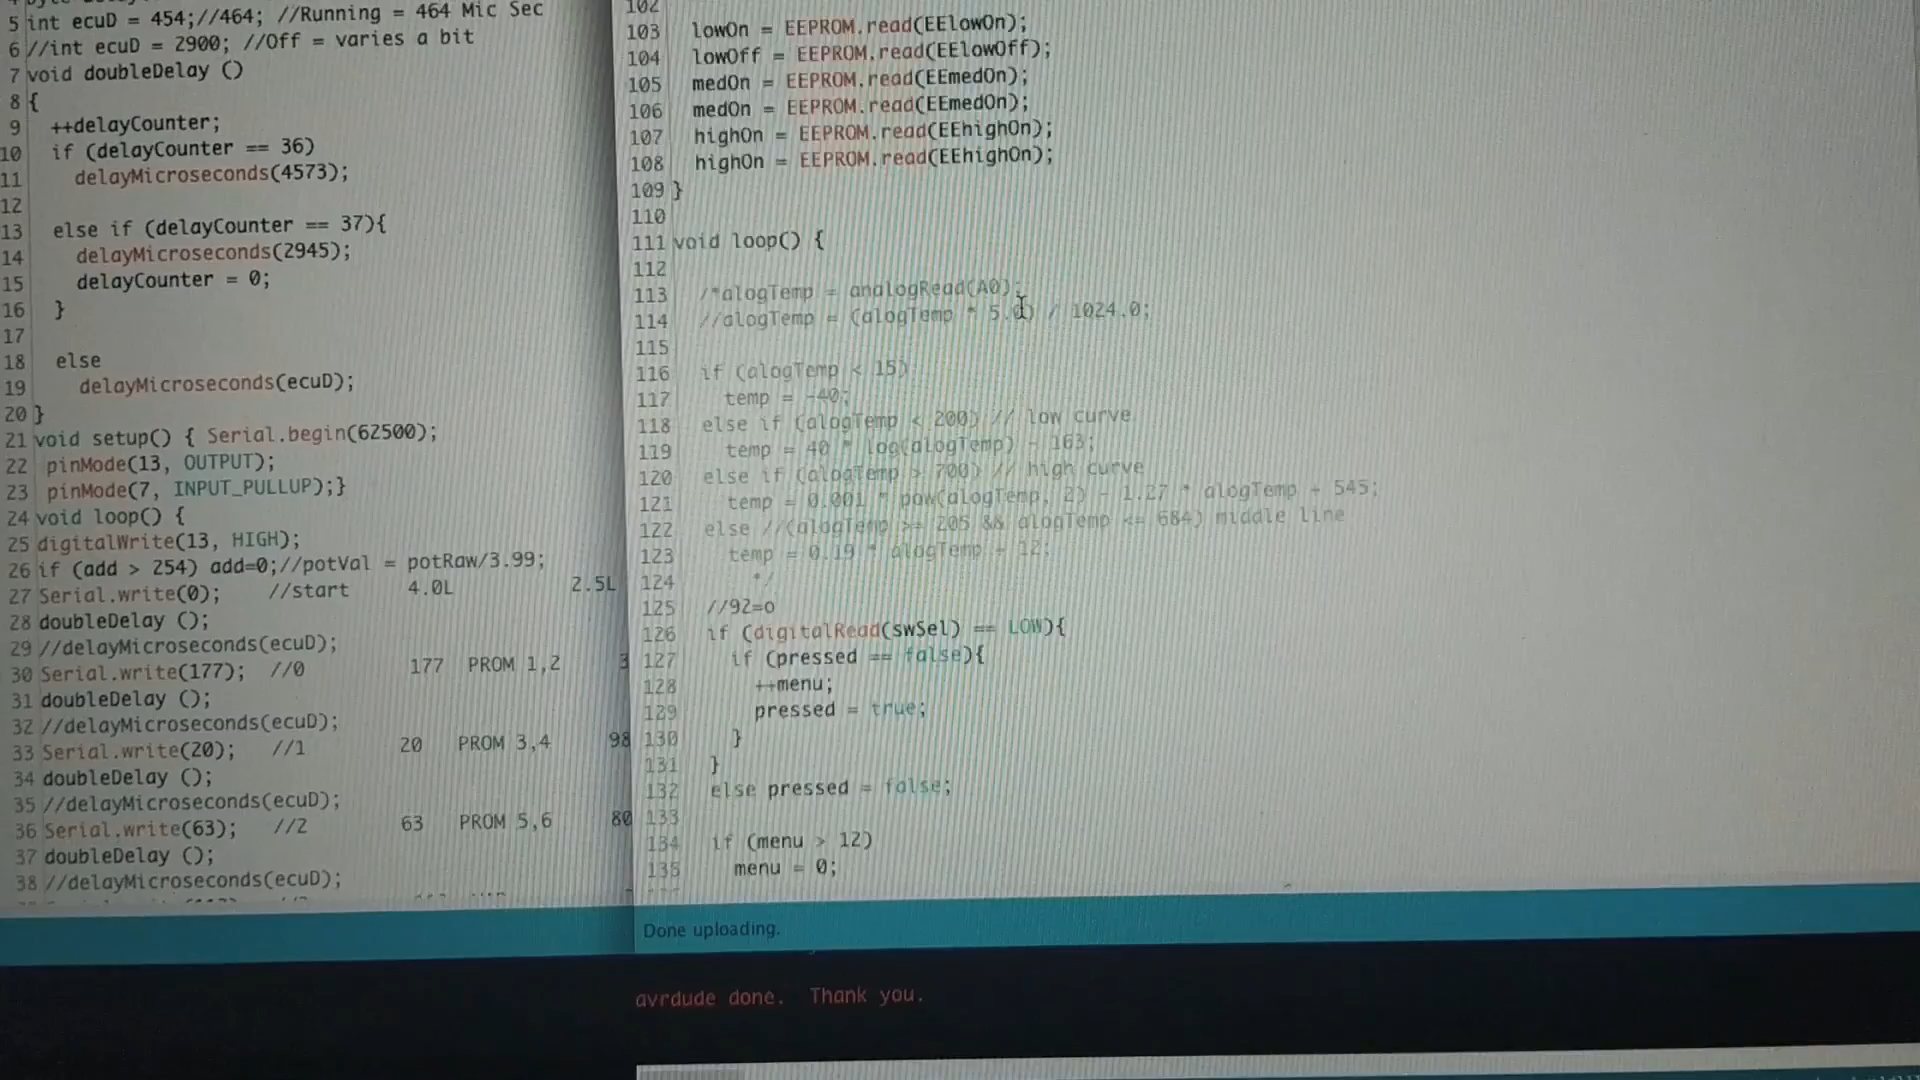 5 int ecuD = 454;//464; //Running = 464 Mic Sec
6 //int ecuD = 2900; //Off = varies a bit
7 void doubleDelay ()
8 {
9 ++delayCounter;
10 if (delayCounter == 36)
11 delayMicroseconds(4573);
12
13 else if (delayCounter == 37){
14 delayMicroseconds(2945);
15 delayCounter = 0;
16 }
17
18 else
19 delayMicroseconds(ecuD);
20 }
21 void setup() { Serial.begin(62500);
22 pinMode(13, OUTPUT);
23 pinMode(7, INPUT_PULLUP);}
24 void loop() {
25 digitalWrite(13, HIGH);
26 if (add > 254) add=0;//potVal = potRaw/3.99;
27 Serial.write(0); //start 4.0L 2.5L
28 doubleDelay ();
29 //delayMicroseconds(ecuD);
30 Serial.write(177); //0 177 PROM 1,2 3
31 doubleDelay ();
32 //delayMicroseconds(ecuD);
33 Serial.write(20); //1 20 PROM 3,4 98
34 doubleDelay ();
35 //delayMicroseconds(ecuD);
36 Serial.write(63); //2 63 PROM 5,6 80
37 doubleDelay ();
38 //delayMicroseconds(ecuD);
102
103 lowOn = EEPROM.read(EElowOn);
104 lowOff = EEPROM.read(EElowOff);
105 medOn = EEPROM.read(EEmedOn);
106 medOn = EEPROM.read(EEmedOn);
107 highOn = EEPROM.read(EEhighOn);
108 highOn = EEPROM.read(EEhighOn);
109 }
110
111 void loop() {
112
113 /*alogTemp = analogRead(A0);
114 //alogTemp = (alogTemp * 5.0) / 1024.0;
115
116 if (alogTemp < 15)
117 temp = -40;
118 else if (alogTemp < 200) // low curve
119 temp = 40 * log(alogTemp) - 163;
120 else if (alogTemp > 700) // high curve
121 temp = 0.001 * pow(alogTemp, 2) - 1.27 * alogTemp + 545;
122 else //(alogTemp >= 205 && alogTemp <= 684) middle line
123 temp = 0.19 * alogTemp - 12;
124 */
125 //92=o
126 if (digitalRead(swSel) == LOW){
127 if (pressed == false){
128 ++menu;
129 pressed = true;
130 }
131 }
132 else pressed = false;
133
134 if (menu > 12)
135 menu = 0;
Done uploading.
avrdude done. Thank you.